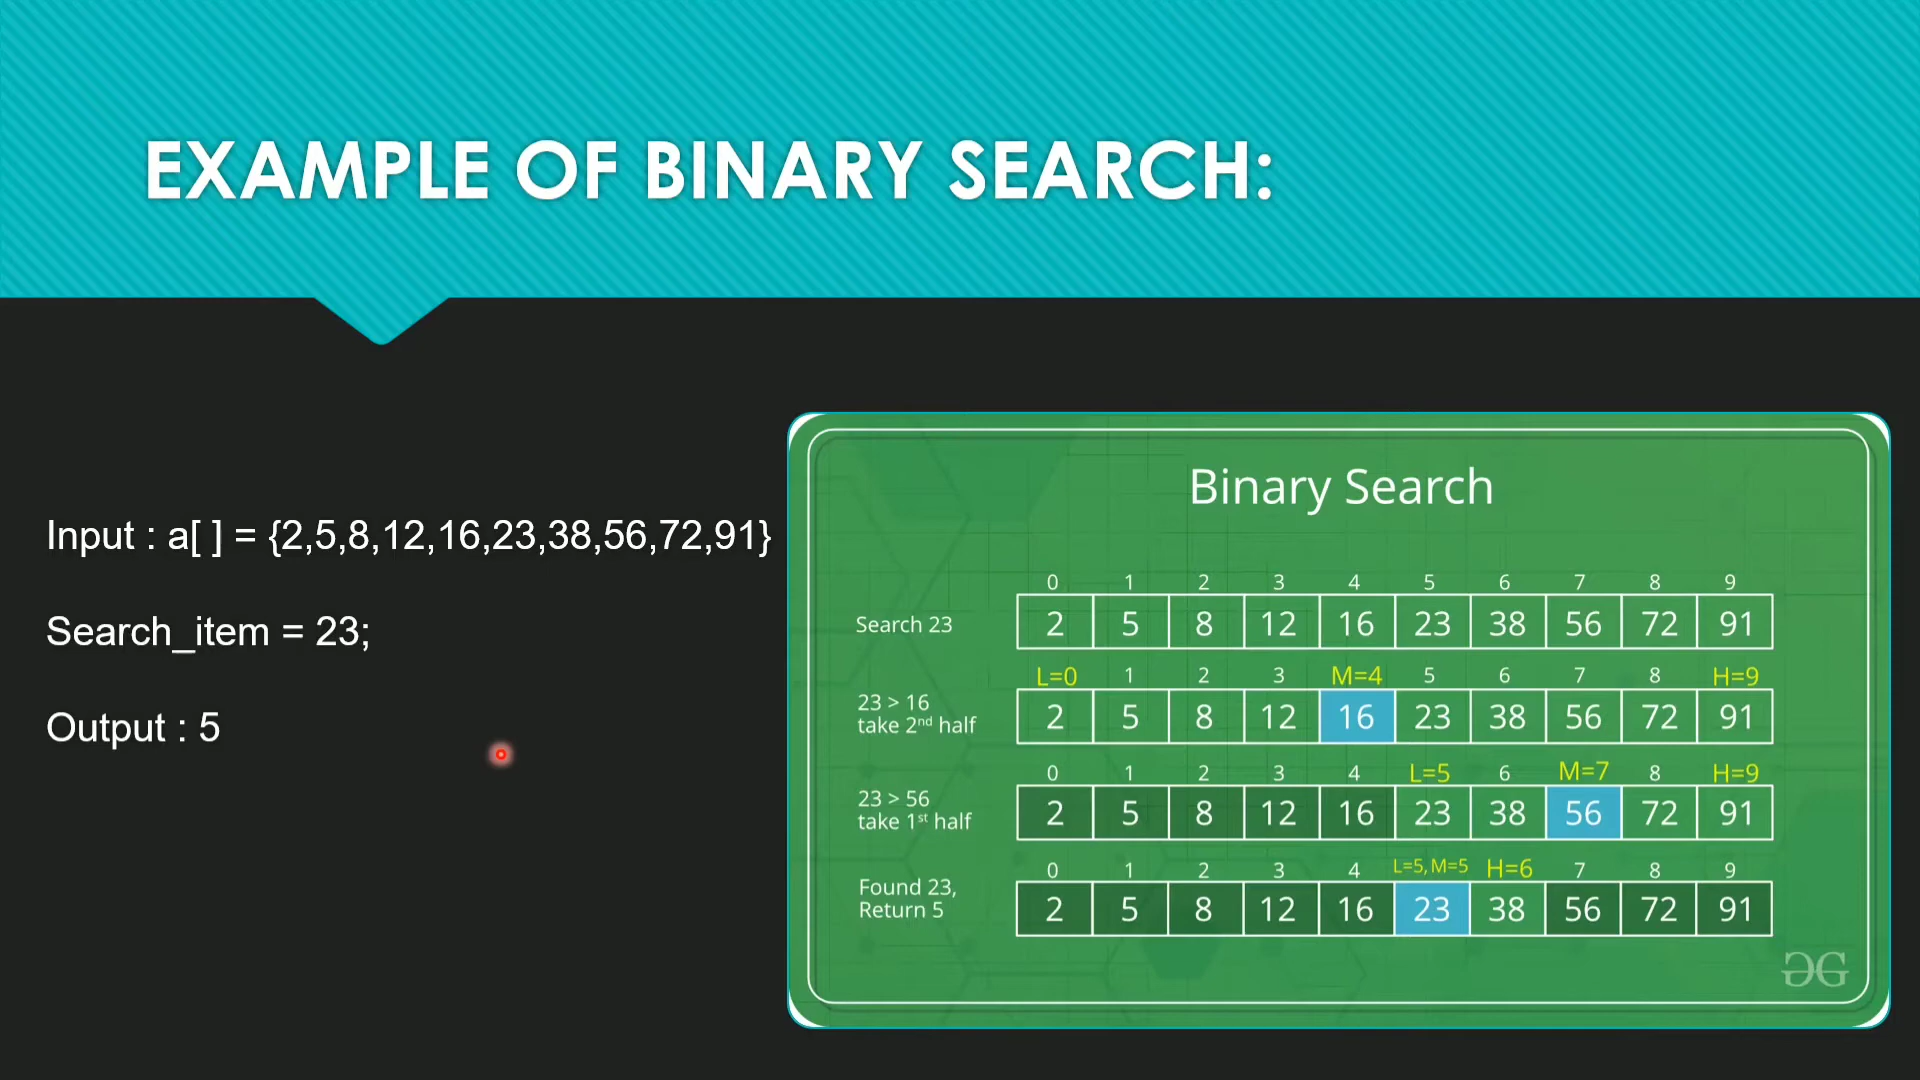 EXAMPLE OF BINARY SEARCH:
Input : a[ ] = {2,5,8,12,16,23,38,56,72,91}
Search_item = 23;
Output : 5
Binary Search
0 1 2 3 4 5 6 7 8 9
Search 23
2 5 8 12 16 23 38 56 72 91
L=0 1 2 3 M=4 5 6 7 8 H=9
23 > 16
take 2nd half
2 5 8 12 16 23 38 56 72 91
0 1 2 3 4 L=5 6 M=7 8 H=9
23 > 56
take 1st half
2 5 8 12 16 23 38 56 72 91
0 1 2 3 4 L=5, M=5 H=6 7 8 9
Found 23,
Return 5
2 5 8 12 16 23 38 56 72 91